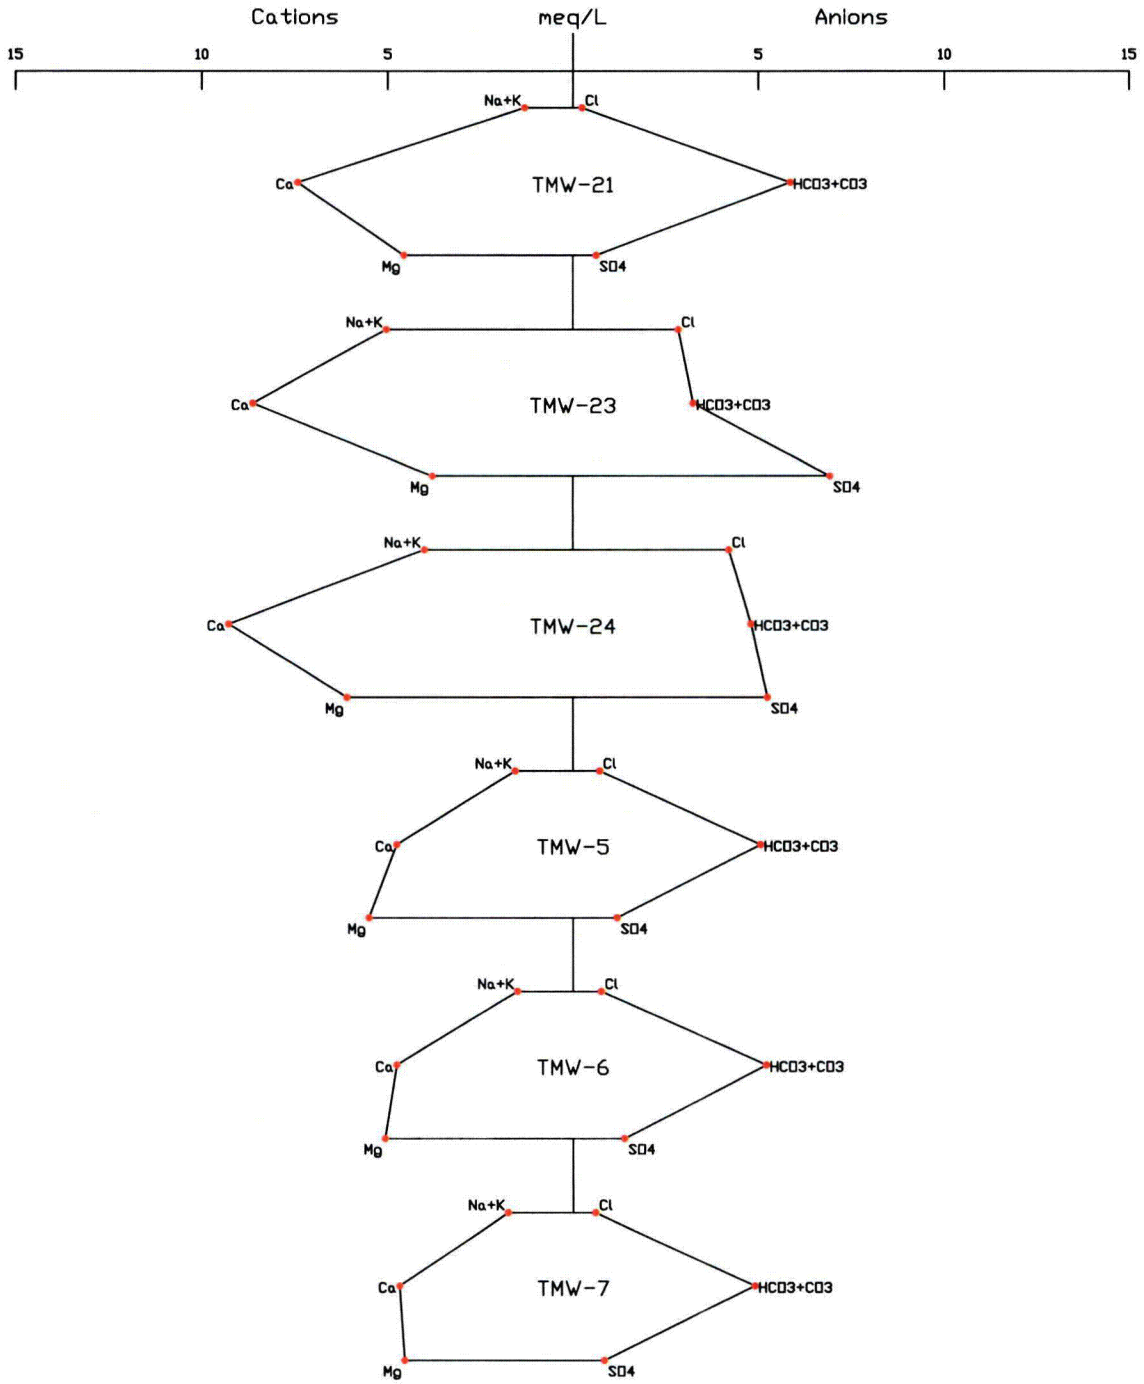 Cations meq/L Anions
15 10 5 5 10 15
Na+K Cl
Ca TMW-21 HCO3+CO3
Mg SO4
Na+K Cl
Ca TMW-23 HCO3+CO3
Mg SO4
Na+K Cl
Ca TMW-24 HCO3+CO3
Mg SO4
Na+K Cl
Ca TMW-5 HCO3+CO3
Mg SO4
Na+K Cl
Ca TMW-6 HCO3+CO3
Mg SO4
Na+K Cl
Ca TMW-7 HCO3+CO3
Mg SO4